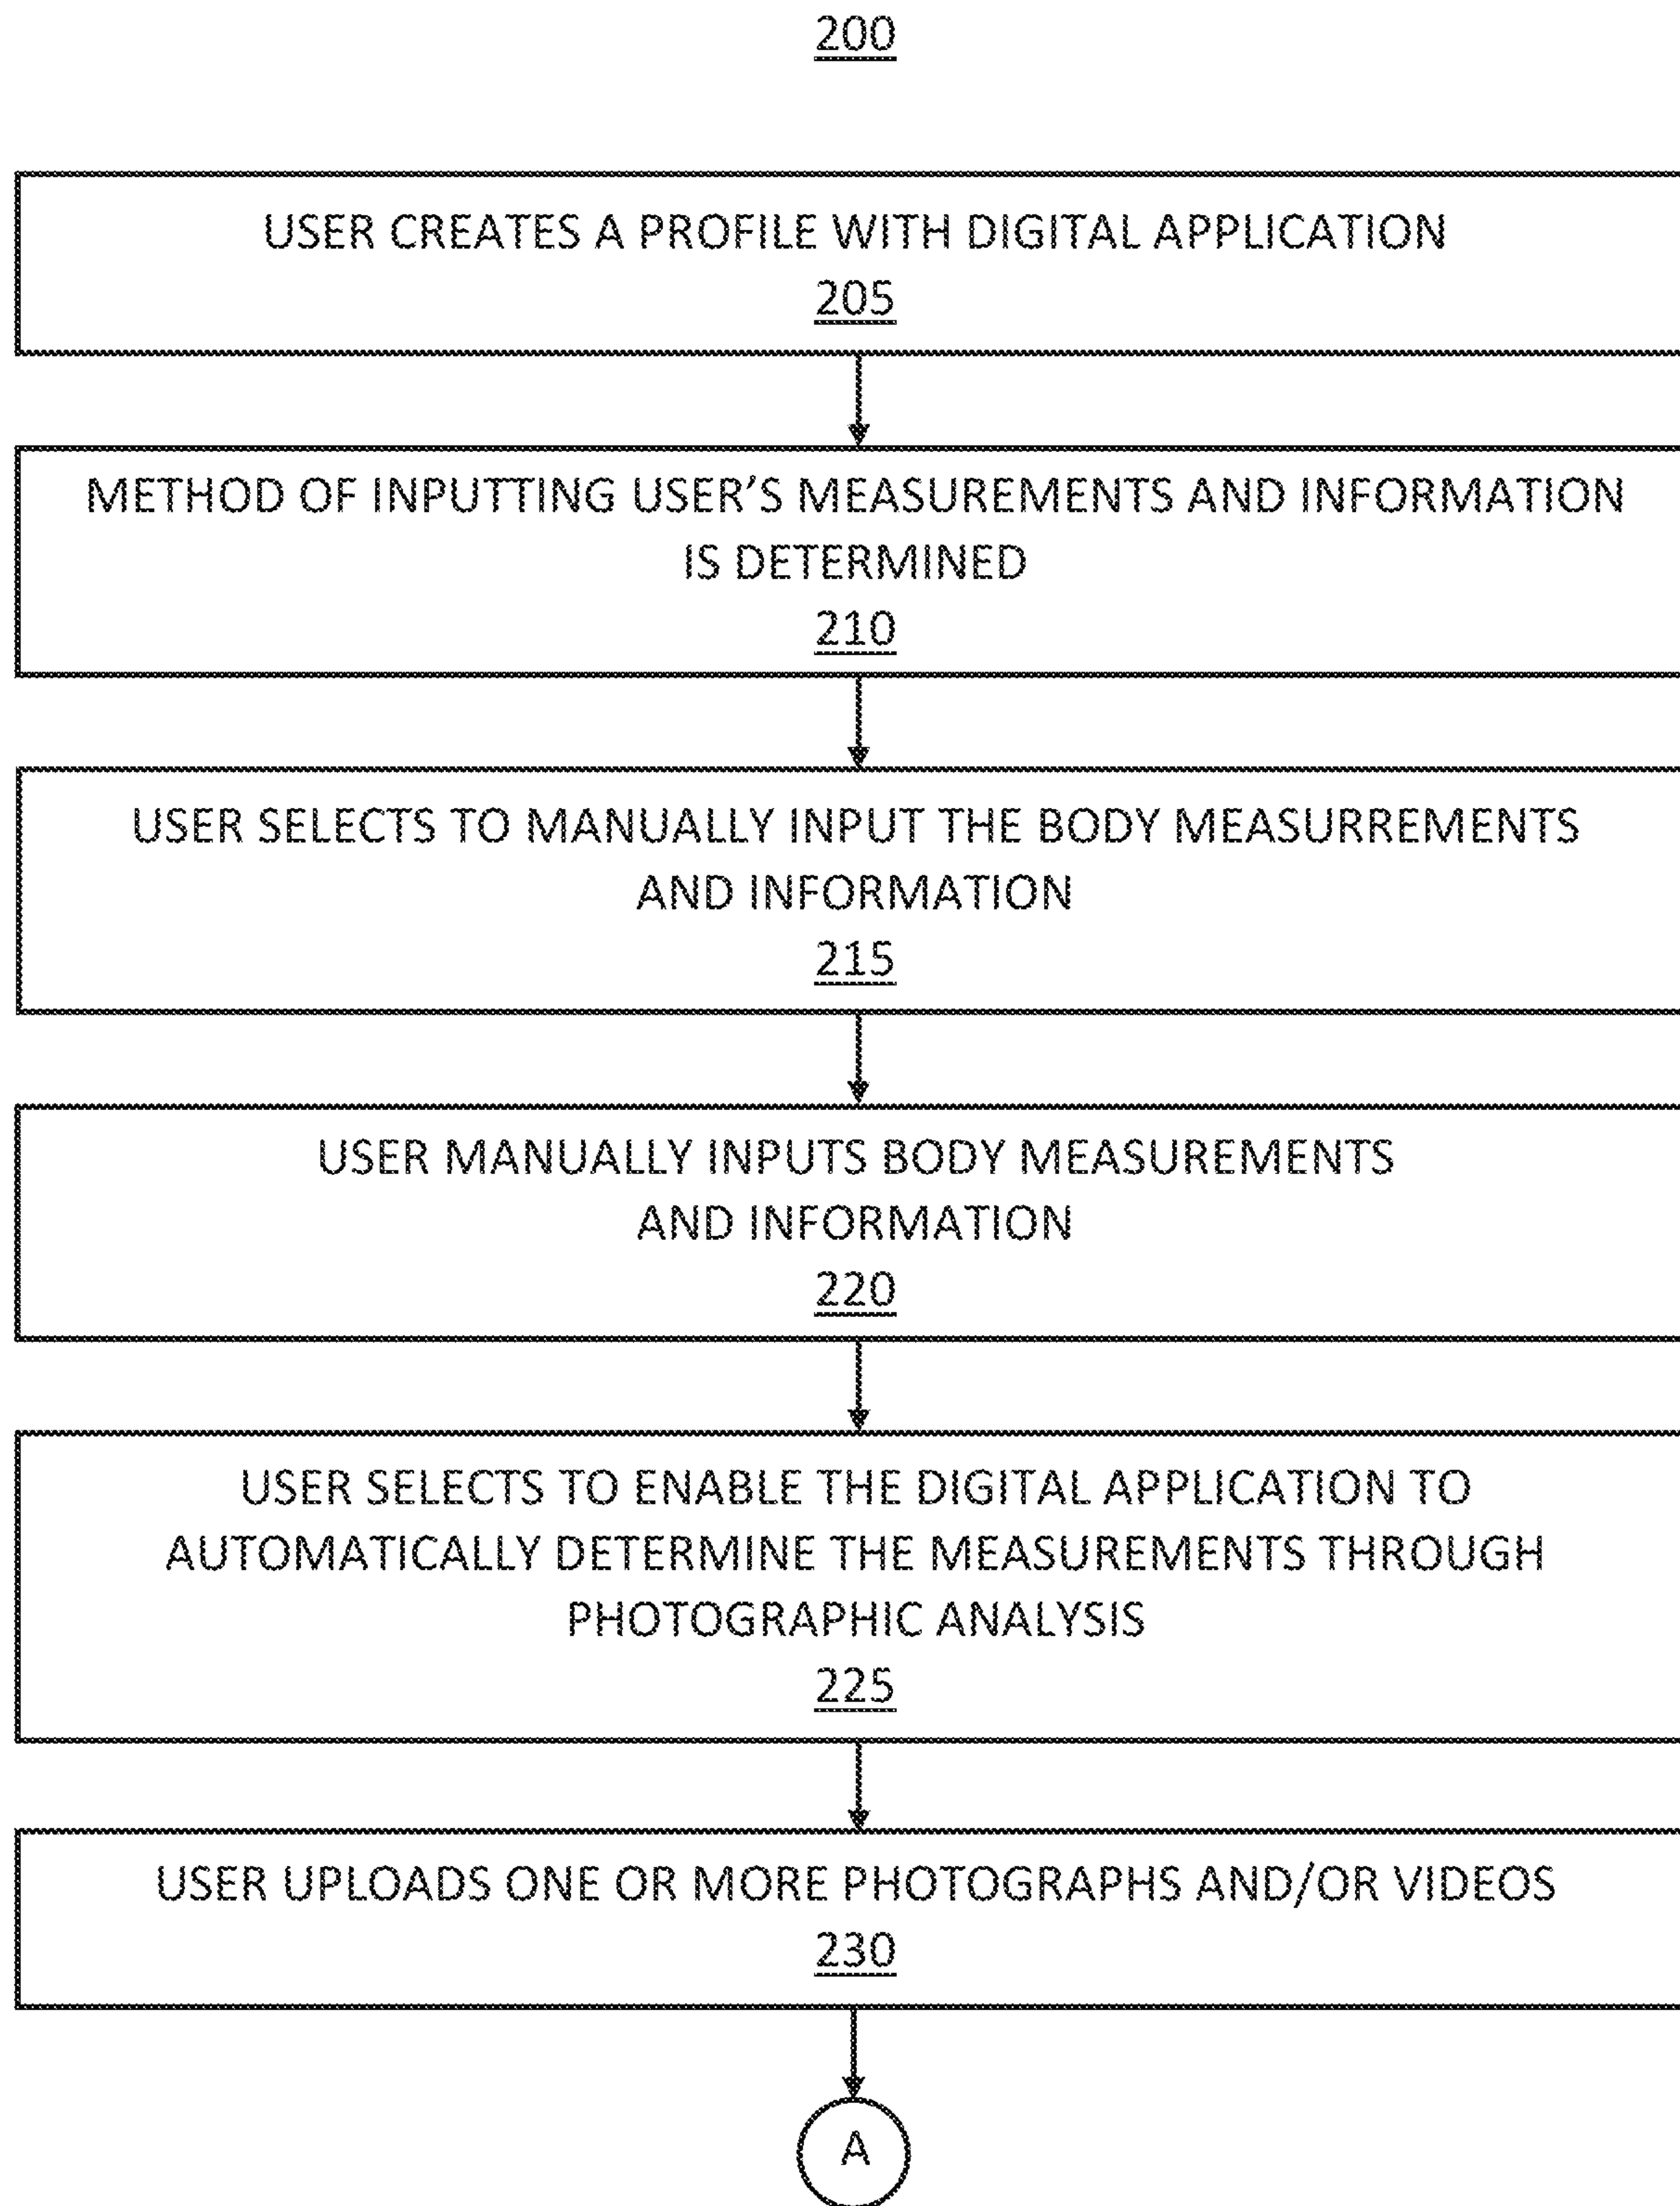 200
USER CREATES A PROFILE WITH DIGITAL APPLICATION
205
METHOD OF INPUTTING USER’S MEASUREMENTS AND INFORMATION
IS DETERMINED
210
USER SELECTS TO MANUALLY INPUT THE BODY MEASURREMENTS
AND INFORMATION
215
USER MANUALLY INPUTS BODY MEASUREMENTS
AND INFORMATION
220
USER SELECTS TO ENABLE THE DIGITAL APPLICATION TO
AUTOMATICALLY DETERMINE THE MEASUREMENTS THROUGH
PHOTOGRAPHIC ANALYSIS
225
USER UPLOADS ONE OR MORE PHOTOGRAPHS AND/OR VIDEOS
230
A